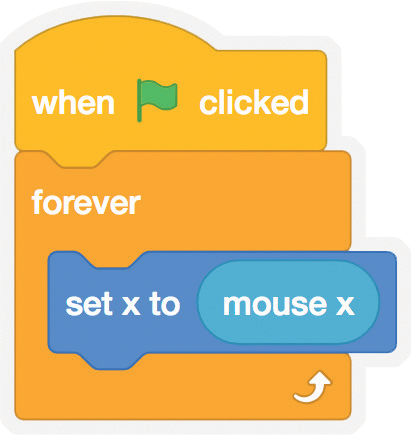 when clicked
forever
set x to mouse x